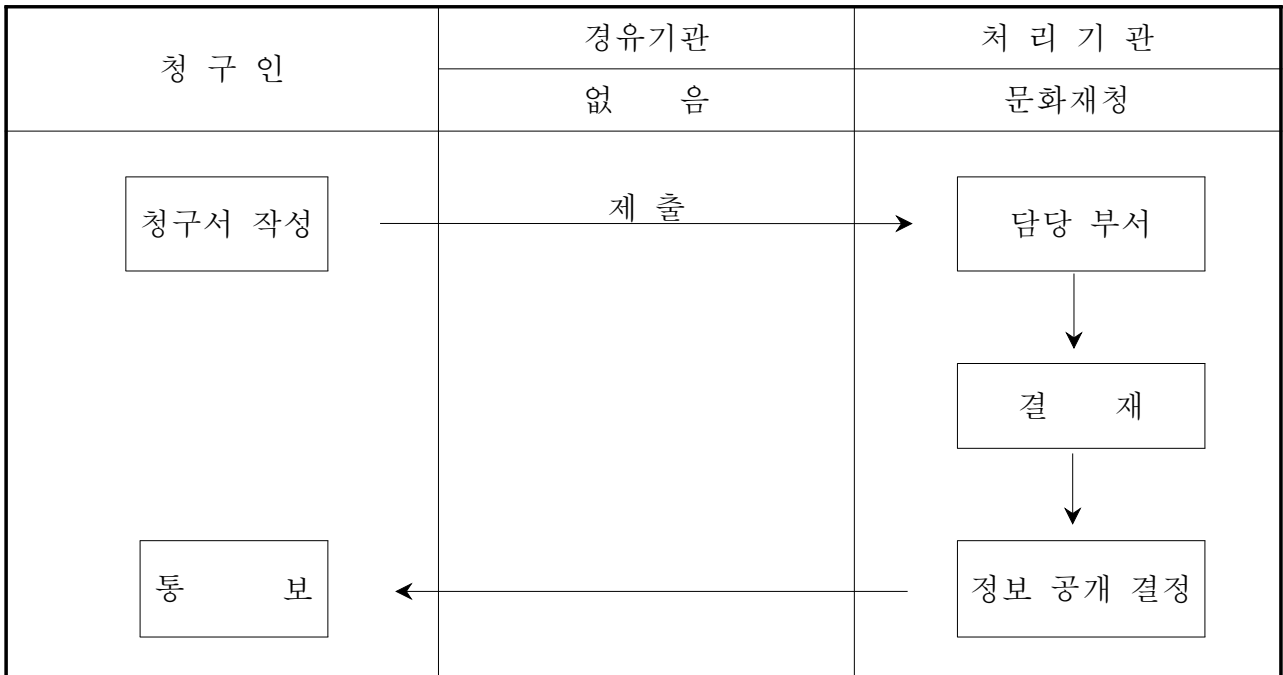 청 구 인
경유기관
처 리 기 관
없 음
문화재청
청구서 작성
제 출
담당 부서
결 재
통 보
정보 공개 결정